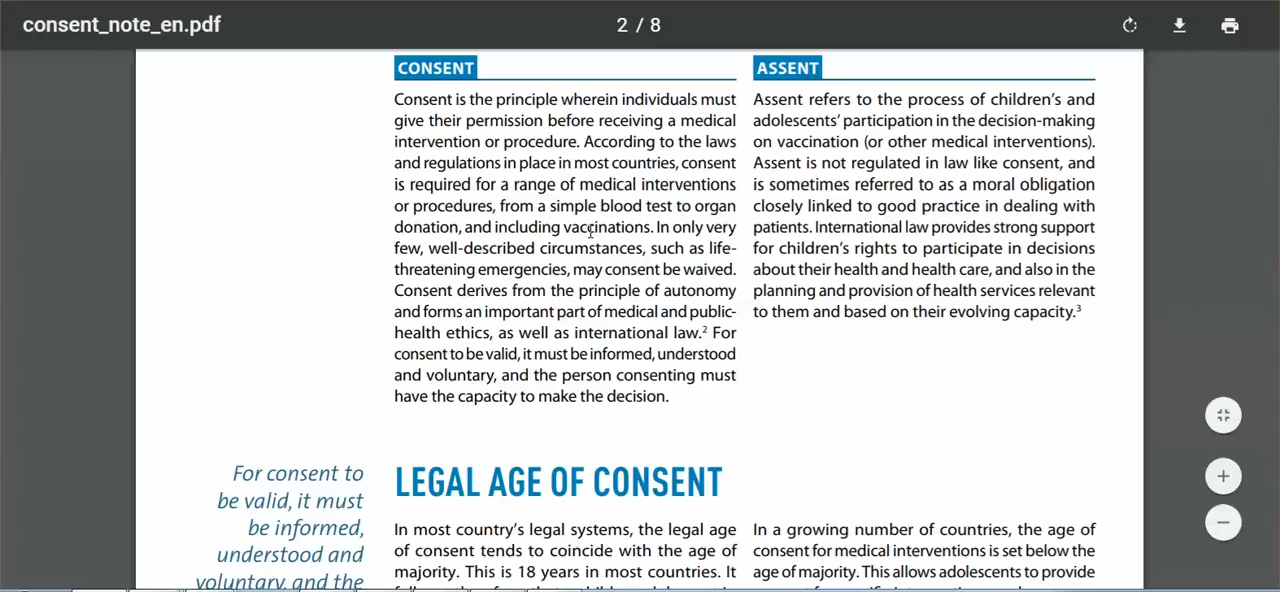 consent_note_en.pdf
2 / 8
CONSENT
Consent is the principle wherein individuals must
give their permission before receiving a medical
intervention or procedure. According to the laws
and regulations in place in most countries, consent
is required for a range of medical interventions
or procedures, from a simple blood test to organ
donation, and including vaccinations. In only very
few, well-described circumstances, such as life-
threatening emergencies, may consent be waived.
Consent derives from the principle of autonomy
and forms an important part of medical and public-
health ethics, as well as international law.2 For
consent to be valid, it must be informed, understood
and voluntary, and the person consenting must
have the capacity to make the decision.
ASSENT
Assent refers to the process of children's and
adolescents' participation in the decision-making
on vaccination (or other medical interventions).
Assent is not regulated in law like consent, and
is sometimes referred to as a moral obligation
closely linked to good practice in dealing with
patients. International law provides strong support
for children's rights to participate in decisions
about their health and health care, and also in the
planning and provision of health services relevant
to them and based on their evolving capacity.3
For consent to
be valid, it must
be informed,
understood and
voluntary, and the
LEGAL AGE OF CONSENT
In most country's legal systems, the legal age
of consent tends to coincide with the age of
majority. This is 18 years in most countries. It
In a growing number of countries, the age of
consent for medical interventions is set below the
age of majority. This allows adolescents to provide